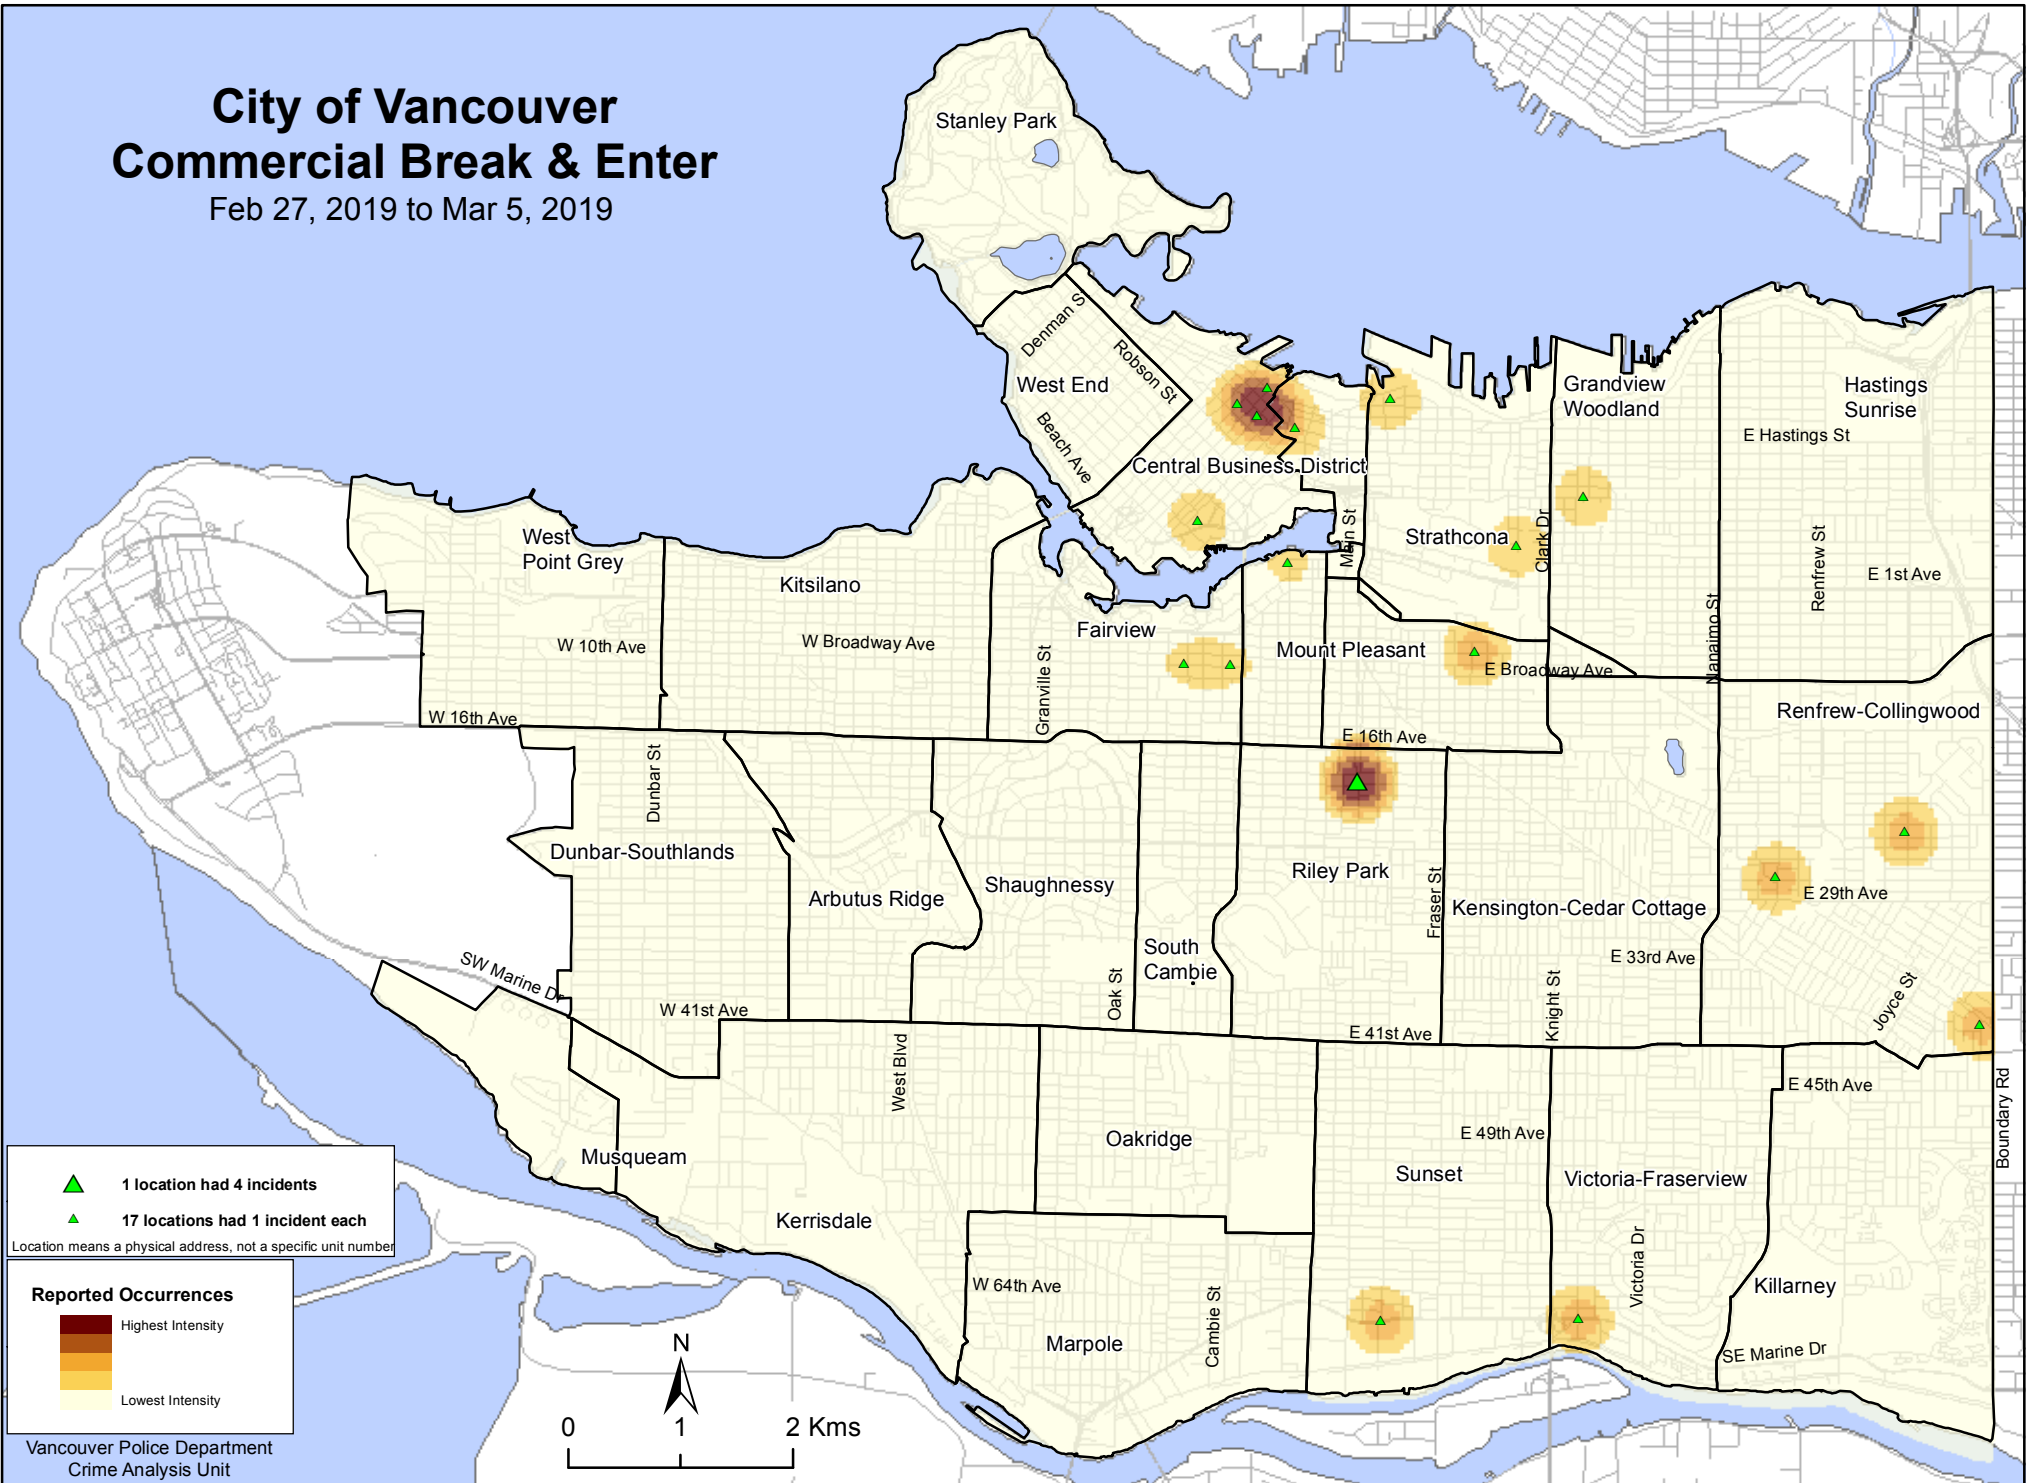 City of Vancouver
Commercial Break & Enter
Feb 27, 2019 to Mar 5, 2019
Stanley Park
Denman S
Robson St
West End
Beach Ave
Central Business District
Grandview
Woodland
Hastings
Sunrise
E Hastings St
Strathcona
Main St
Clark Dr
Nanaimo St
Renfrew St
E 1st Ave
West
Point Grey
Kitsilano
W 10th Ave
W Broadway Ave
Fairview
Granville St
Mount Pleasant
E Broadway Ave
W 16th Ave
E 16th Ave
Renfrew-Collingwood
Dunbar St
Dunbar-Southlands
Arbutus Ridge
Shaughnessy
South
Cambie
Oak St
Riley Park
Fraser St
Kensington-Cedar Cottage
E 29th Ave
E 33rd Ave
Knight St
Joyce St
SW Marine Dr
W 41st Ave
E 41st Ave
West Blvd
E 45th Ave
Boundary Rd
Musqueam
Oakridge
E 49th Ave
Sunset
Victoria-Fraserview
Kerrisdale
Victoria Dr
W 64th Ave
Cambie St
Marpole
Killarney
SE Marine Dr
1 location had 4 incidents
17 locations had 1 incident each
Location means a physical address, not a specific unit number
Reported Occurrences
Highest Intensity
Lowest Intensity
Vancouver Police Department
Crime Analysis Unit
N
0 1 2 Kms